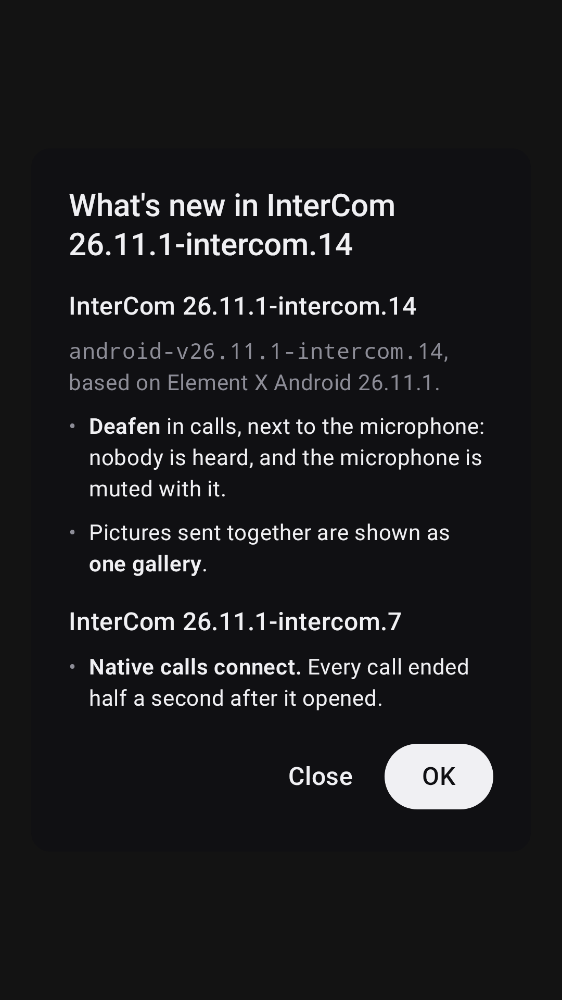 What's new in InterCom
26.11.1-intercom.14
InterCom 26.11.1-intercom.14
android-v26.11.1-intercom.14,
based on Element X Android 26.11.1.
• Deafen in calls, next to the microphone:
nobody is heard, and the microphone is
muted with it.
• Pictures sent together are shown as
one gallery.
InterCom 26.11.1-intercom.7
• Native calls connect. Every call ended
half a second after it opened.
Close OK